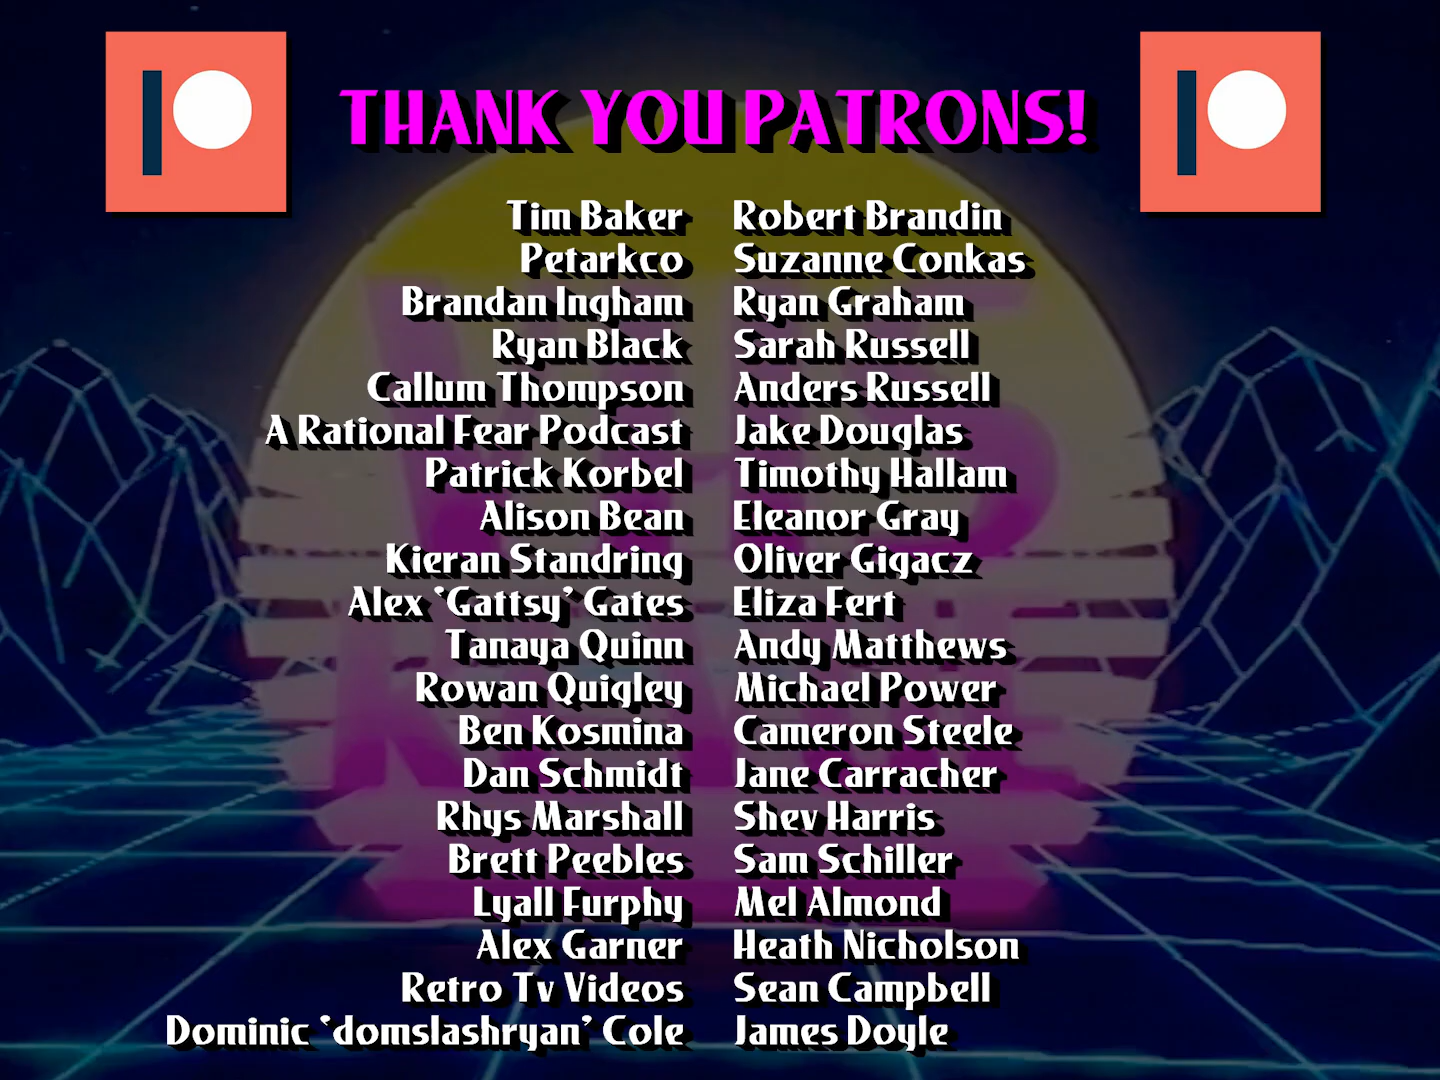 THANK YOU PATRONS!
Tim Baker
Petarkco
Brandan Ingham
Ryan Black
Callum Thompson
A Rational Fear Podcast
Patrick Korbel
Alison Bean
Kieran Standring
Alex ‘Gattsy’ Gates
Tanaya Quinn
Rowan Quigley
Ben Kosmina
Dan Schmidt
Rhys Marshall
Brett Peebles
Lyall Furphy
Alex Garner
Retro Tv Videos
Dominic ‘domslashryan’ Cole
Robert Brandin
Suzanne Conkas
Ryan Graham
Sarah Russell
Anders Russell
Jake Douglas
Timothy Hallam
Eleanor Gray
Oliver Gigacz
Eliza Fert
Andy Matthews
Michael Power
Cameron Steele
Jane Carracher
Shev Harris
Sam Schiller
Mel Almond
Heath Nicholson
Sean Campbell
James Doyle